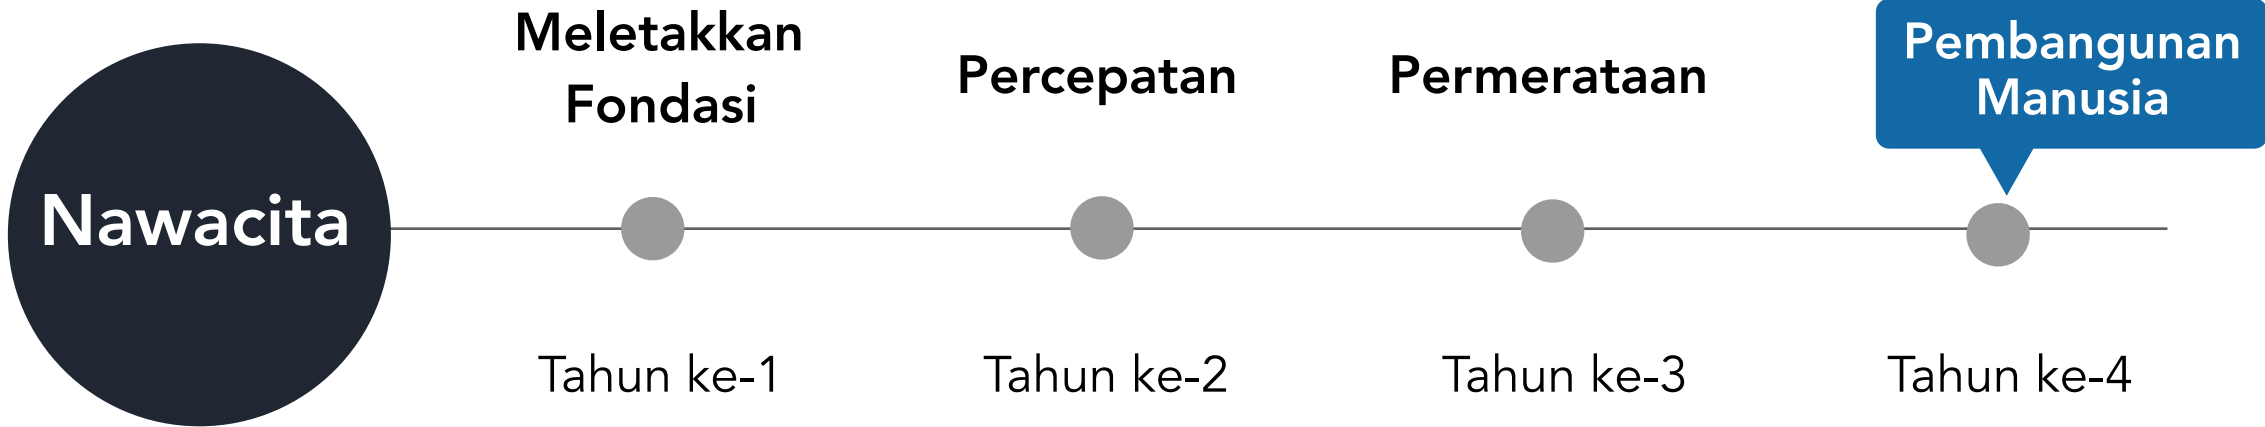 Nawacita
Meletakkan
Fondasi
Tahun ke-1
Percepatan
Tahun ke-2
Permerataan
Tahun ke-3
Pembangunan
Manusia
Tahun ke-4